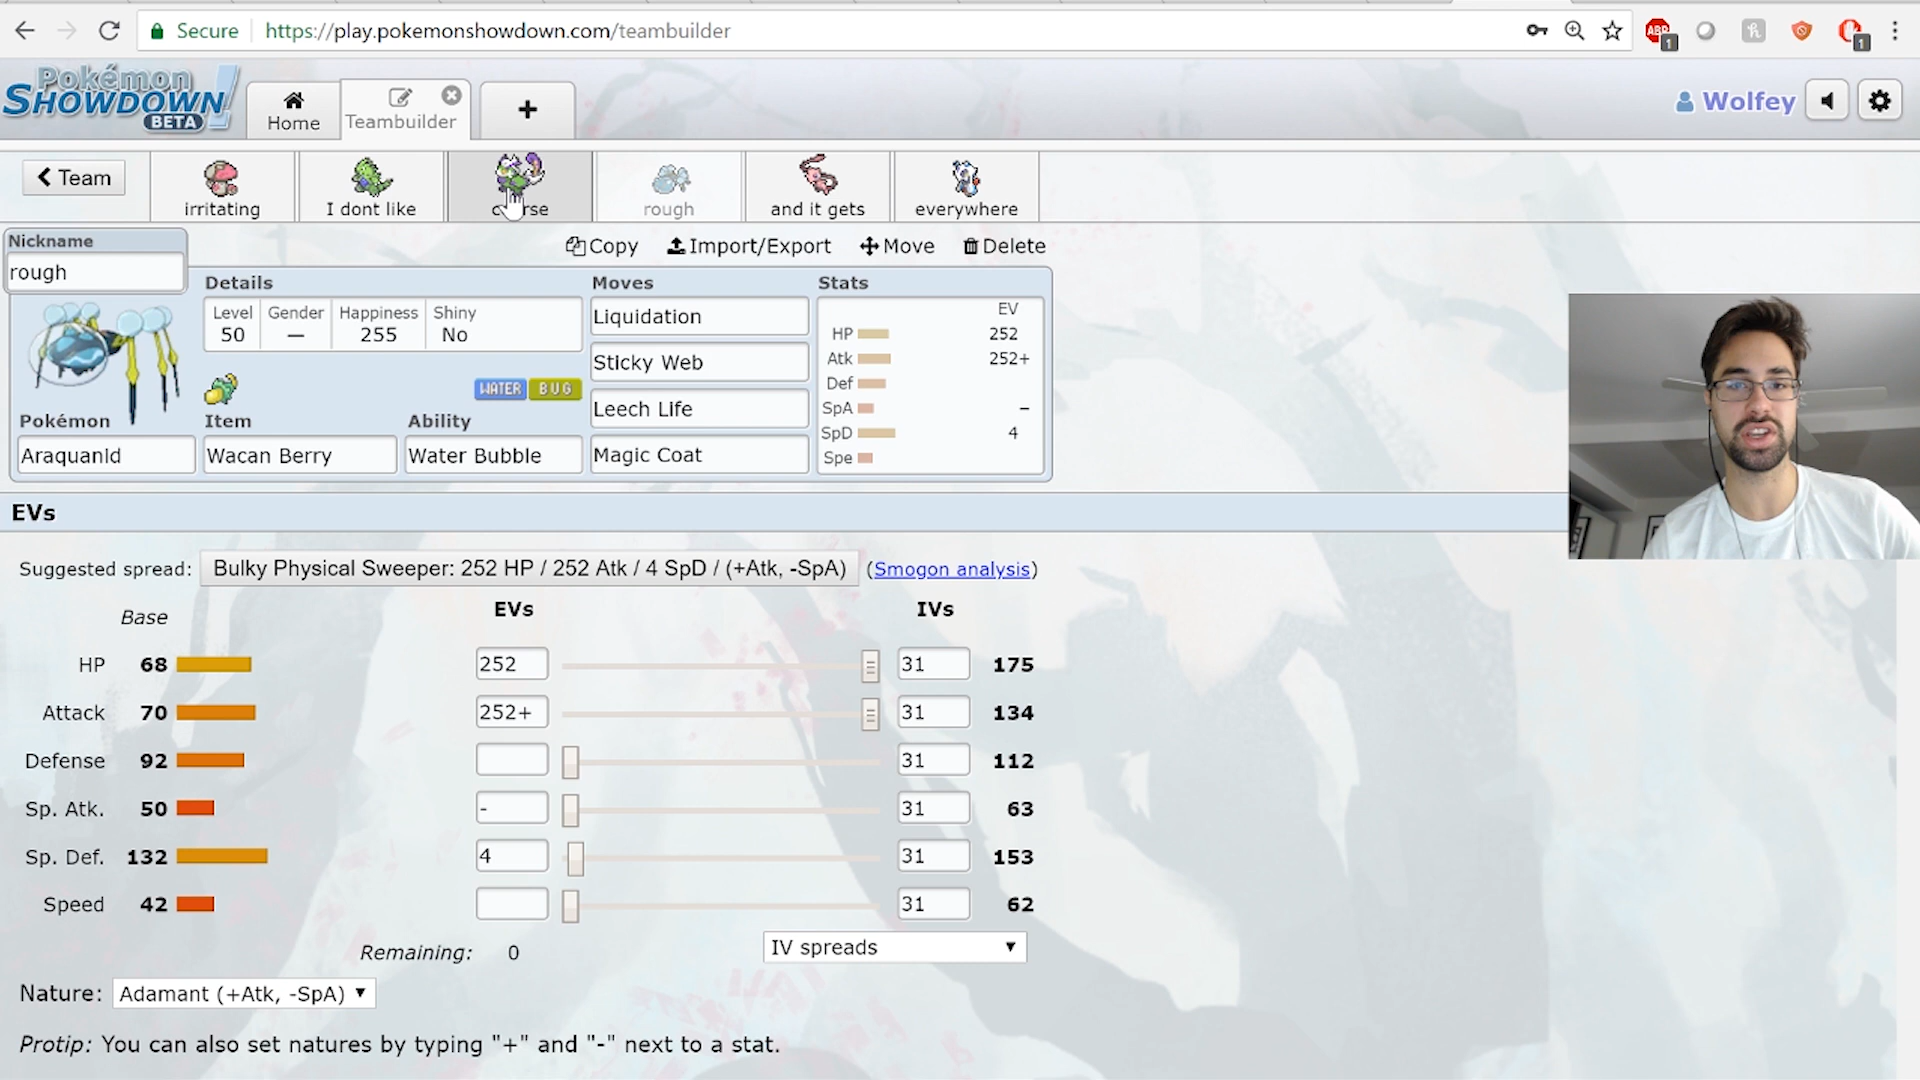 Secure https://play.pokemonshowdown.com/teambuilder
ABP 1 1
Pokémon
SHOWDOWN!
BETA
Home
Teambuilder
+
Wolfey
Team
irritating
I dont like
rough
and it gets
everywhere
Nickname
rough
Copy Import/Export Move Delete
Details
Moves
Stats
Level Gender Happiness Shiny
50 — 255 No
WATER BUG
Pokémon Item Ability
Araquanid Wacan Berry Water Bubble
Liquidation
Sticky Web
Leech Life
Magic Coat
EV
HP 252
Atk 252+
Def
SpA –
SpD 4
Spe
EVs
Suggested spread: Bulky Physical Sweeper: 252 HP / 252 Atk / 4 SpD / (+Atk, -SpA) (Smogon analysis)
Base EVs IVs
HP 68 252 31 175
Attack 70 252+ 31 134
Defense 92 31 112
Sp. Atk. 50 - 31 63
Sp. Def. 132 4 31 153
Speed 42 31 62
Remaining: 0
IV spreads
Nature: Adamant (+Atk, -SpA)
Protip: You can also set natures by typing "+" and "-" next to a stat.